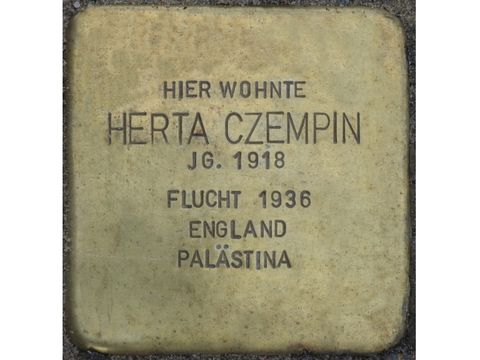 HIER WOHNTE
HERTA CZEMPIN
JG. 1918
FLUCHT 1936
ENGLAND
PALÄSTINA